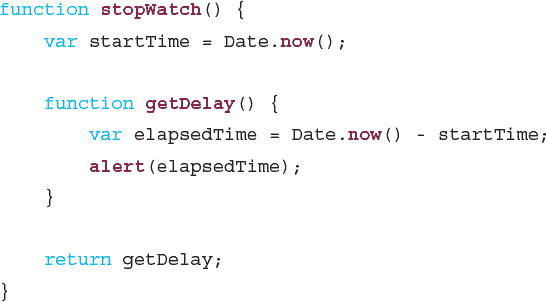 function stopWatch() {
    var startTime = Date.now();

    function getDelay() {
        var elapsedTime = Date.now() - startTime;
        alert(elapsedTime);
    }

    return getDelay;
}